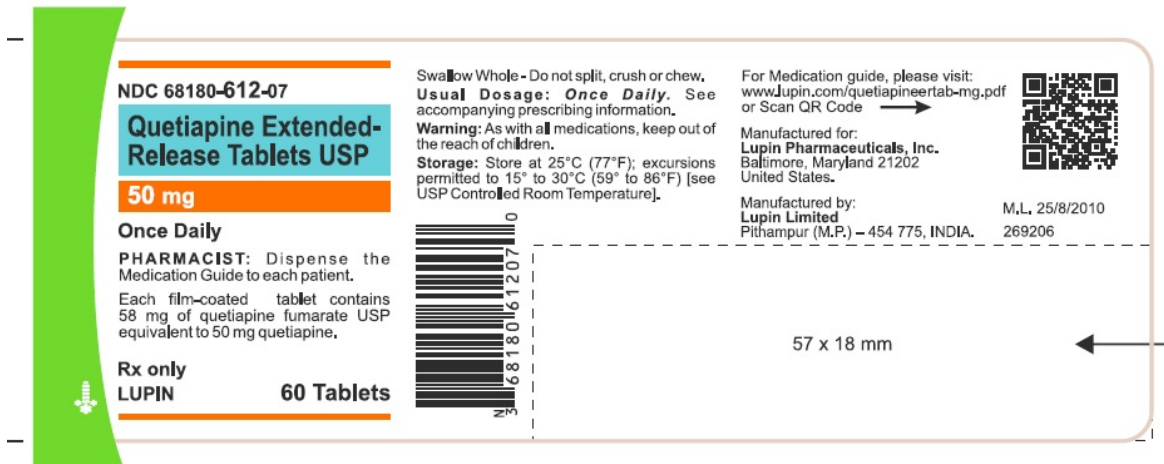 NDC 68180-612-07
Quetiapine Extended-
Release Tablets USP
50 mg
Once Daily
PHARMACIST: Dispense the
Medication Guide to each patient.
Each film-coated tablet contains
58 mg of quetiapine fumarate USP
equivalent to 50 mg quetiapine.
Rx only
LUPIN 60 Tablets
Swallow Whole - Do not split, crush or chew.
Usual Dosage: Once Daily. See
accompanying prescribing information.
Warning: As with all medications, keep out of
the reach of children.
Storage: Store at 25°C (77°F); excursions
permitted to 15° to 30°C (59° to 86°F) [see
USP Controlled Room Temperature].
N 3 68180 61207 0
For Medication guide, please visit:
www.lupin.com/quetiapineertab-mg.pdf
or Scan QR Code
Manufactured for:
Lupin Pharmaceuticals, Inc.
Baltimore, Maryland 21202
United States.
Manufactured by:
Lupin Limited
Pithampur (M.P.) – 454 775, INDIA.
M.L. 25/8/2010
269206
57 x 18 mm